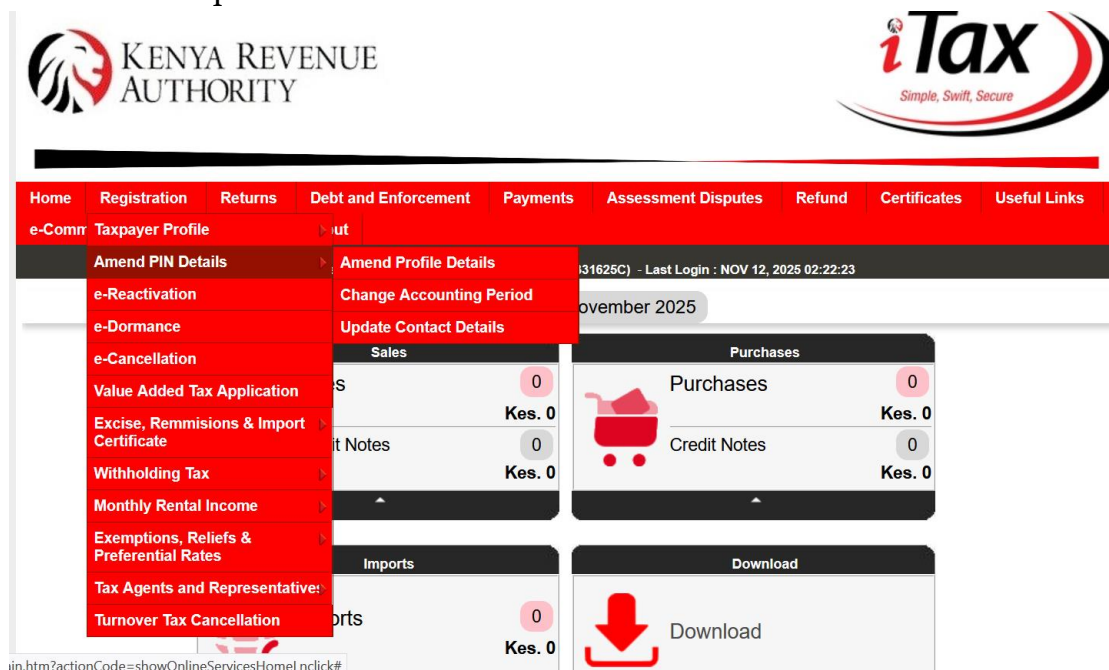 KENYA REVENUE
AUTHORITY
iTax
Simple, Swift, Secure
Home Registration Returns Debt and Enforcement Payments Assessment Disputes Refund Certificates Useful Links
e-Comm Taxpayer Profile ut
Amend PIN Details Amend Profile Details 31625C) - Last Login : NOV 12, 2025 02:22:23
e-Reactivation Change Accounting Period ovember 2025
e-Dormance Update Contact Details
e-Cancellation Sales Purchases
Value Added Tax Application s 0 Purchases 0
Kes. 0 Kes. 0
Excise, Remmisions & Import
Certificate it Notes 0 Credit Notes 0
Withholding Tax Kes. 0 Kes. 0
Monthly Rental Income
Exemptions, Reliefs &
Preferential Rates Imports Download
Tax Agents and Representatives
Turnover Tax Cancellation orts 0 Download
Kes. 0
in.htm?actionCode=showOnlineServicesHomeLnclick#